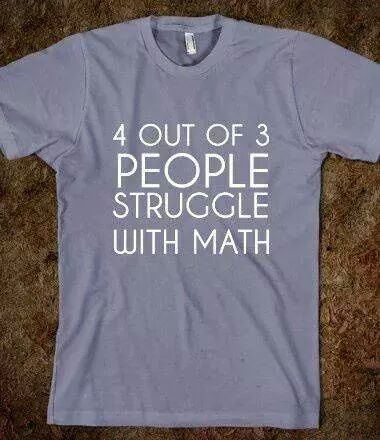 4 OUT OF 3
PEOPLE
STRUGGLE
WITH MATH